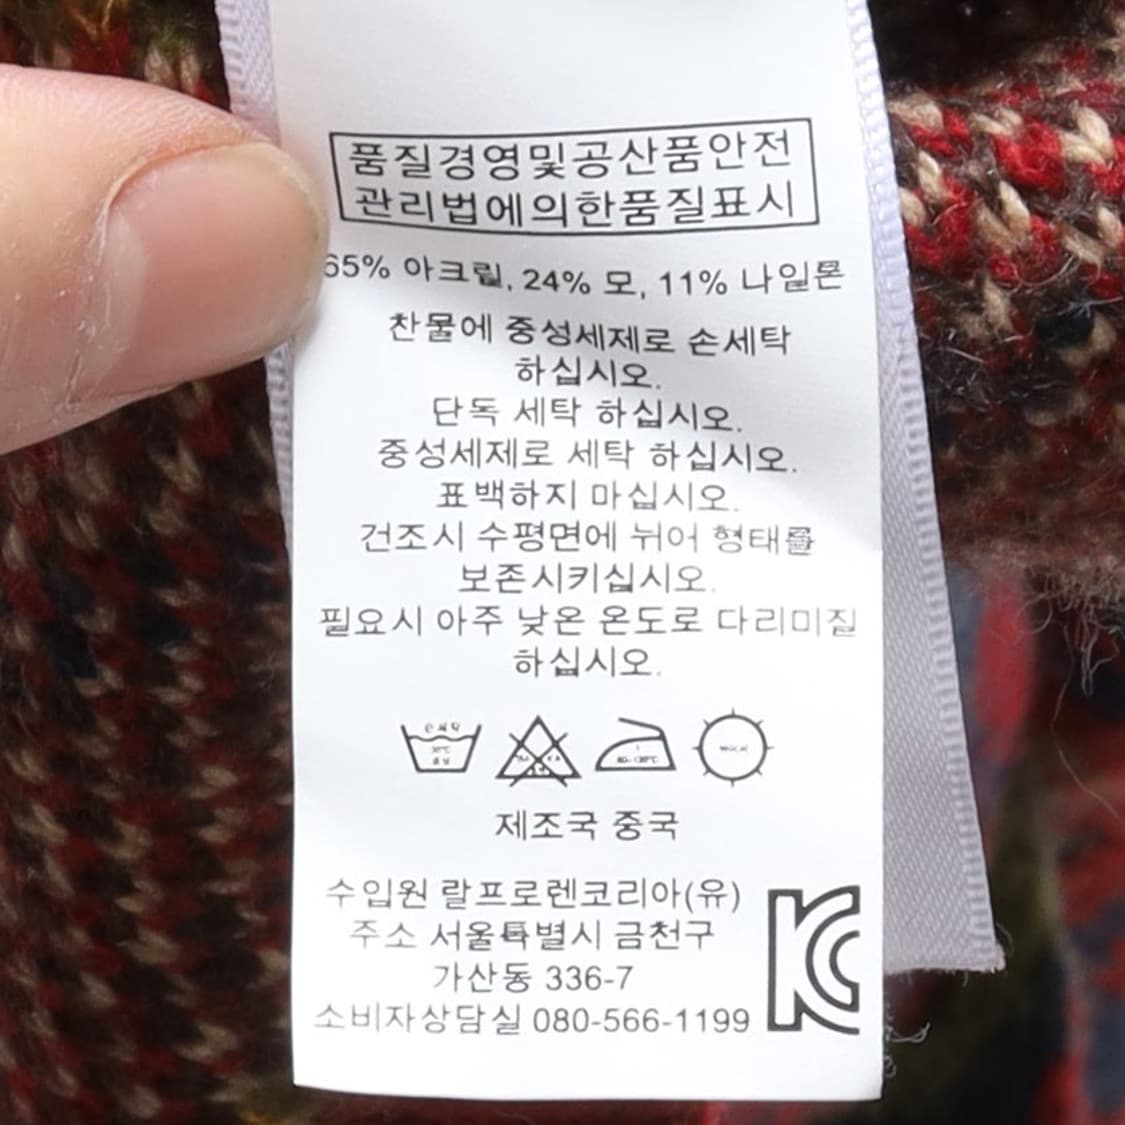 품질경영및공산품안전
관리법에의한품질표시
65% 아크릴, 24% 모, 11% 나일론
찬물에 중성세제로 손세탁
하십시오.
단독 세탁 하십시오.
중성세제로 세탁 하십시오.
표백하지 마십시오.
건조시 수평면에 뉘어 형태를
보존시키십시오.
필요시 아주 낮은 온도로 다리미질
하십시오.
손세탁
제조국 중국
수입원 랄프로렌코리아(유)
주소 서울특별시 금천구
가산동 336-7
소비자상담실 080-566-1199
KC